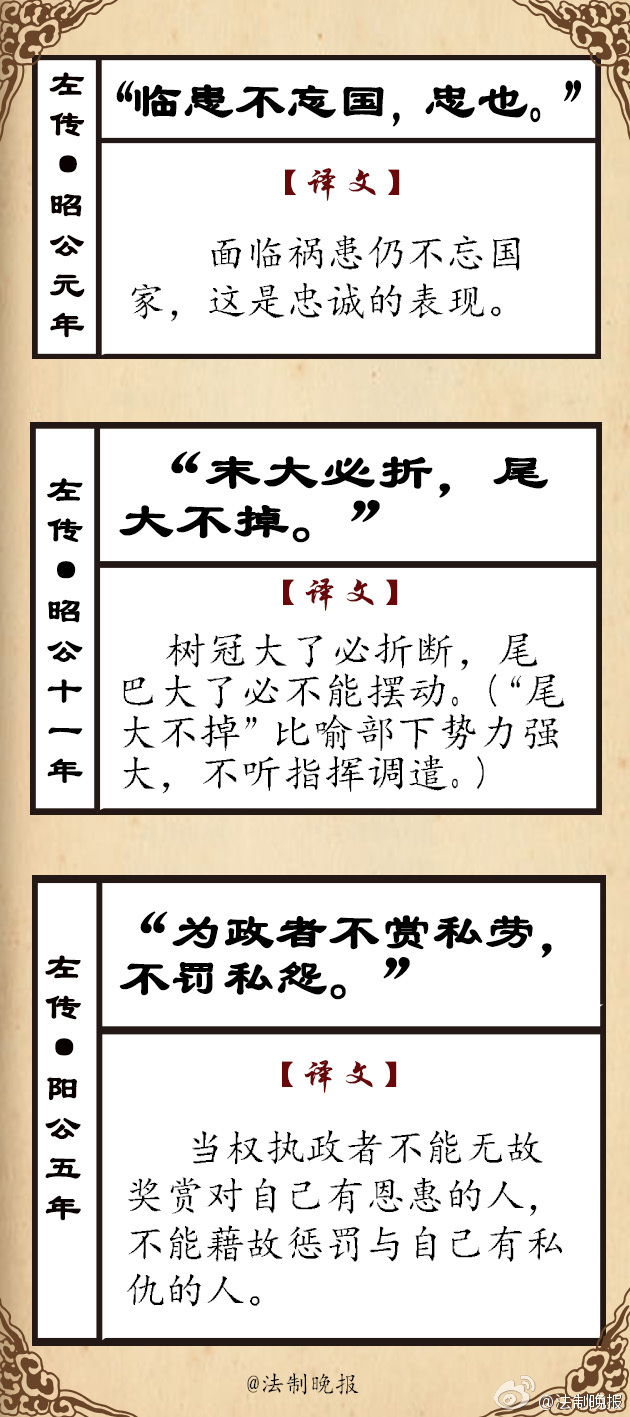 左传·昭公元年
“临患不忘国，忠也。”
【译文】
面临祸患仍不忘国
家，这是忠诚的表现。
左传·昭公十一年
“末大必折，尾
大不掉。”
【译文】
树冠大了必折断，尾
巴大了必不能摆动。（“尾
大不掉”比喻部下势力强
大，不听指挥调遣。）
左传·阳公五年
“为政者不赏私劳，
不罚私怨。”
【译文】
当权执政者不能无故
奖赏对自己有恩惠的人，
不能藉故惩罚与自己有私
仇的人。
@法制晚报
@法制晚报